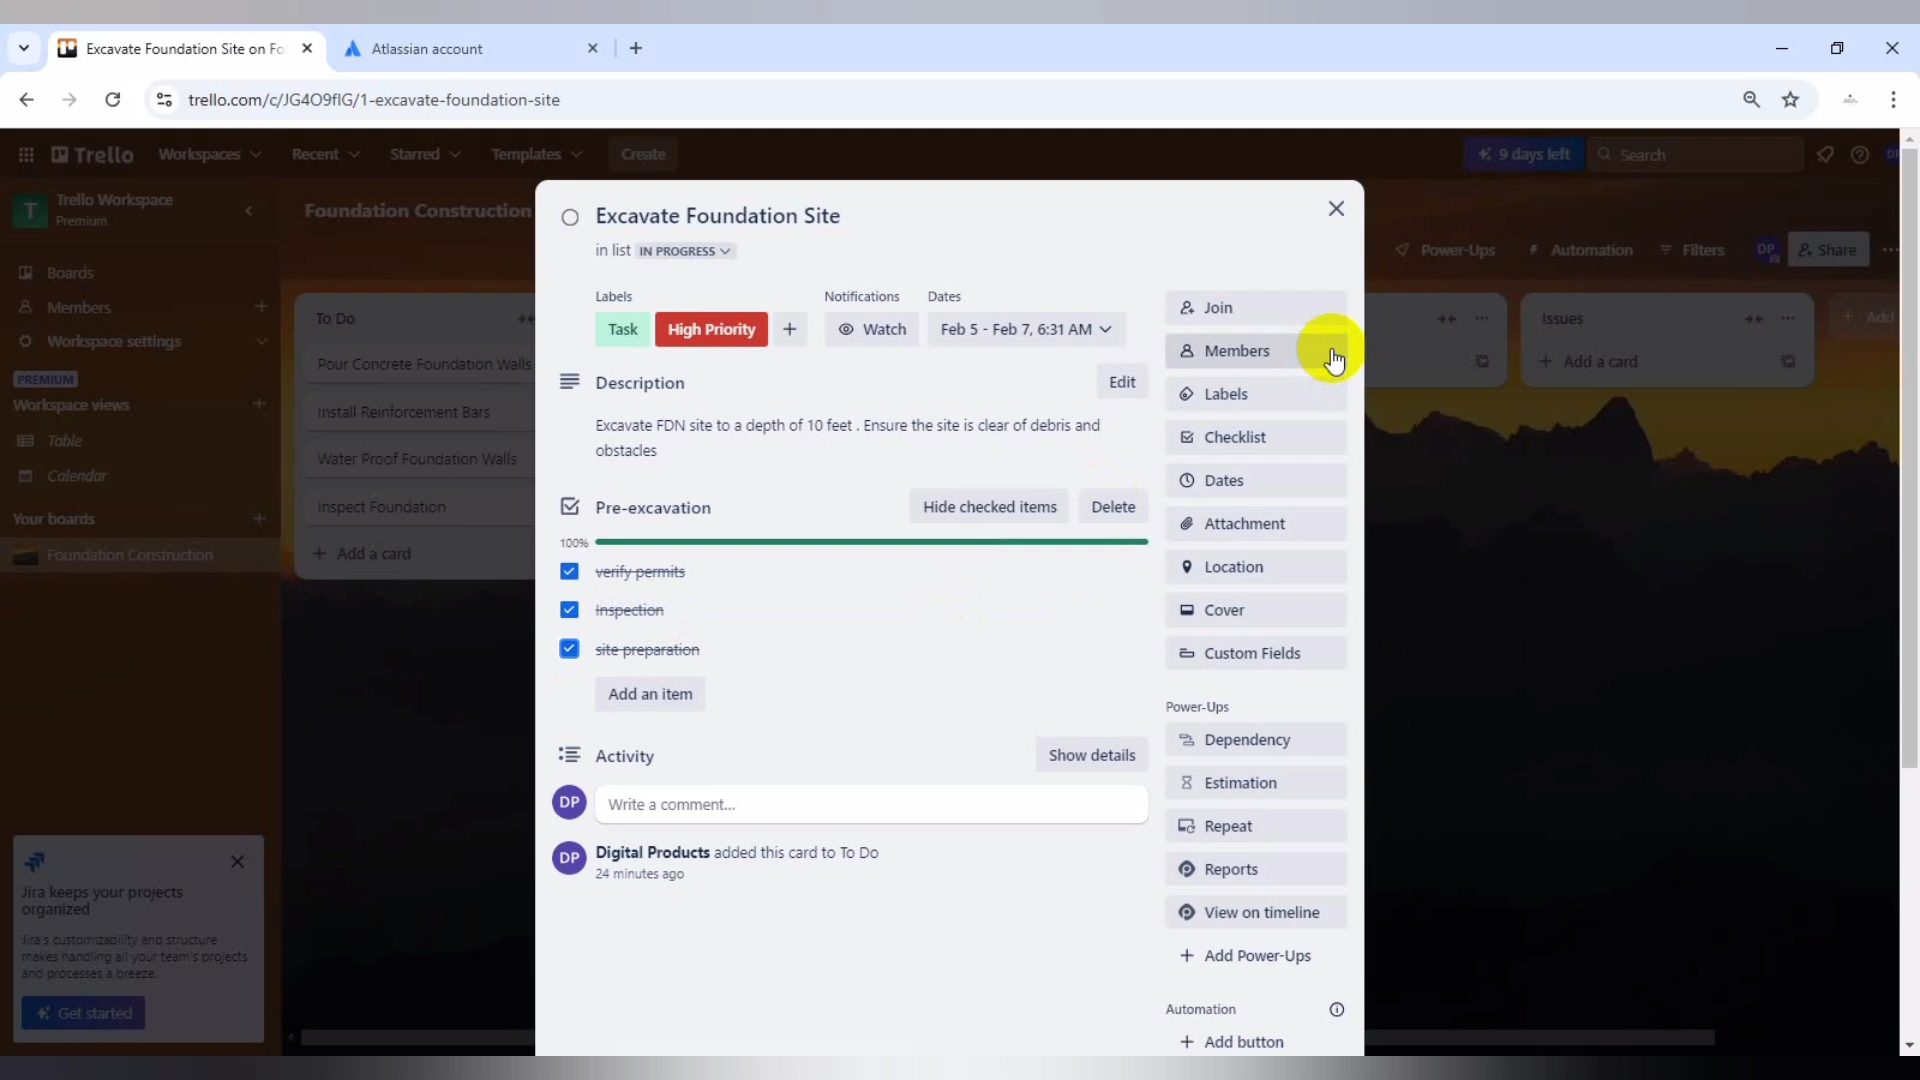 Excavate Foundation Site on Fo
Atlassian account
trello.com/c/JG4O9flG/1-excavate-foundation-site
Trello
Workspaces
Recent
Starred
Templates
Create
9 days left
Search
DP
T
Trello Workspace
Premium
Foundation Construction
Power-Ups
Automation
Filters
DP
Share
Boards
Members
Workspace settings
PREMIUM
Workspace views
Table
Calendar
Your boards
Foundation Construction
To Do
Pour Concrete Foundation Walls
Install Reinforcement Bars
Water Proof Foundation Walls
Inspect Foundation
Add a card
Issues
Add a card
Add
Excavate Foundation Site
in list IN PROGRESS
Labels
Notifications
Dates
Task
High Priority
Watch
Feb 5 - Feb 7, 6:31 AM
Description
Edit
Excavate FDN site to a depth of 10 feet . Ensure the site is clear of debris and
obstacles
Pre-excavation
Hide checked items
Delete
100%
verify permits
Inspection
site preparation
Add an item
Activity
Show details
DP
Write a comment...
DP
Digital Products added this card to To Do
24 minutes ago
Join
Members
Labels
Checklist
Dates
Attachment
Location
Cover
Custom Fields
Power-Ups
Dependency
Estimation
Repeat
Reports
View on timeline
Add Power-Ups
Automation
Add button
Jira keeps your projects
organized
Jira's customizability and structure
makes handling all your team's projects
and processes a breeze.
Get started